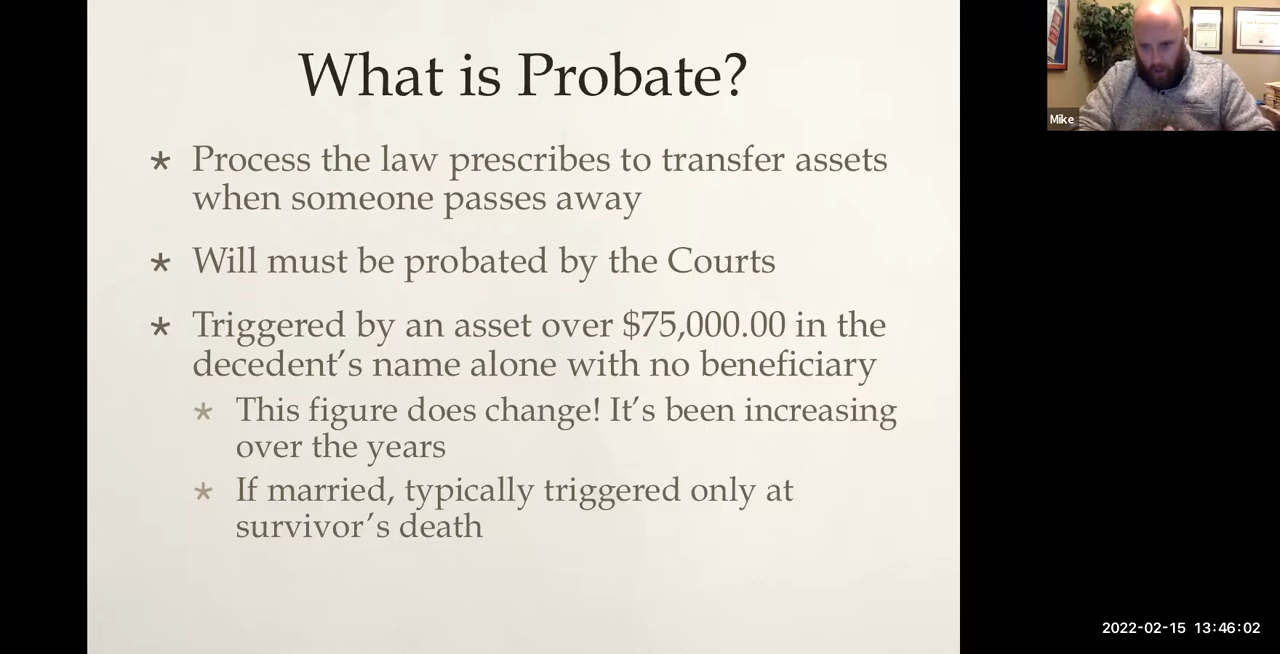 What is Probate?
* Process the law prescribes to transfer assets
when someone passes away
* Will must be probated by the Courts
* Triggered by an asset over $75,000.00 in the
decedent’s name alone with no beneficiary
* This figure does change! It’s been increasing
over the years
* If married, typically triggered only at
survivor’s death
Mike
2022-02-15 13:46:02